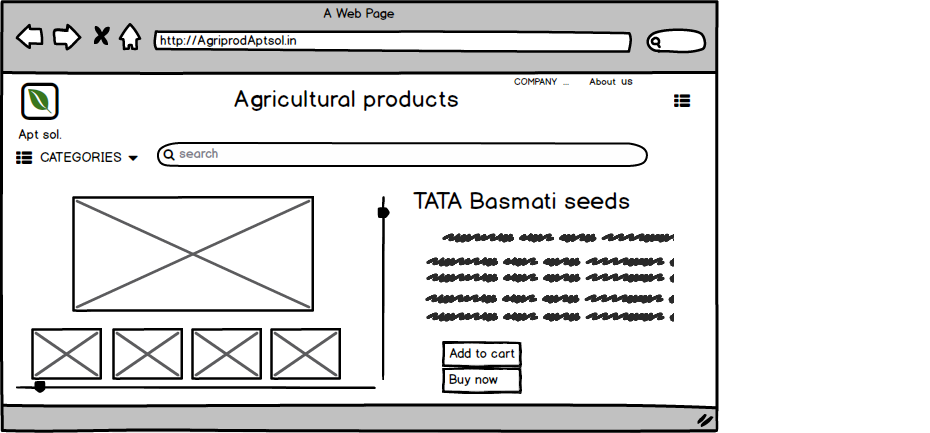 A Web Page
http://AgriprodAptsol.in
COMPANY ...
About us
Agricultural products
Apt sol.
CATEGORIES
search
TATA Basmati seeds
Add to cart
Buy now